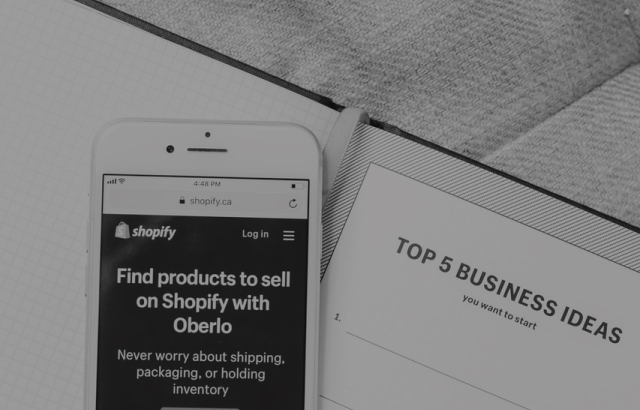 4:48 PM
shopify.ca
shopify
Log in
Find products to sell
on Shopify with
Oberlo
Never worry about shipping,
packaging, or holding
inventory
TOP 5 BUSINESS IDEAS
you want to start
1.